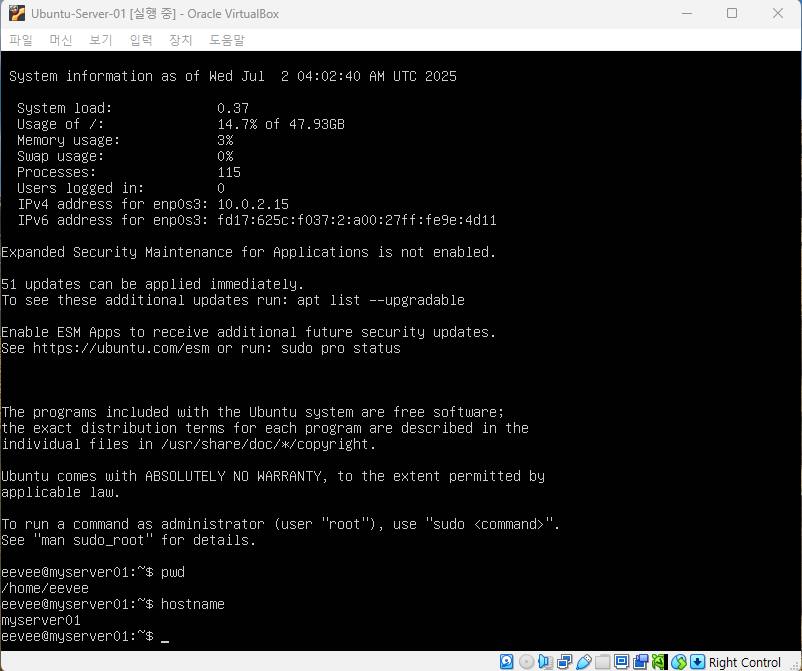 Ubuntu-Server-01 [실행 중] - Oracle VirtualBox
파일 머신 보기 입력 장치 도움말
System information as of Wed Jul  2 04:02:40 AM UTC 2025
System load:             0.37
Usage of /:              14.7% of 47.93GB
Memory usage:            3%
Swap usage:              0%
Processes:               115
Users logged in:         0
IPv4 address for enp0s3: 10.0.2.15
IPv6 address for enp0s3: fd17:625c:f037:2:a00:27ff:fe9e:4d11
Expanded Security Maintenance for Applications is not enabled.
51 updates can be applied immediately.
To see these additional updates run: apt list --upgradable
Enable ESM Apps to receive additional future security updates.
See https://ubuntu.com/esm or run: sudo pro status
The programs included with the Ubuntu system are free software;
the exact distribution terms for each program are described in the
individual files in /usr/share/doc/*/copyright.
Ubuntu comes with ABSOLUTELY NO WARRANTY, to the extent permitted by
applicable law.
To run a command as administrator (user "root"), use "sudo <command>".
See "man sudo_root" for details.
eevee@myserver01:~$ pwd
/home/eevee
eevee@myserver01:~$ hostname
myserver01
eevee@myserver01:~$ _
Right Control